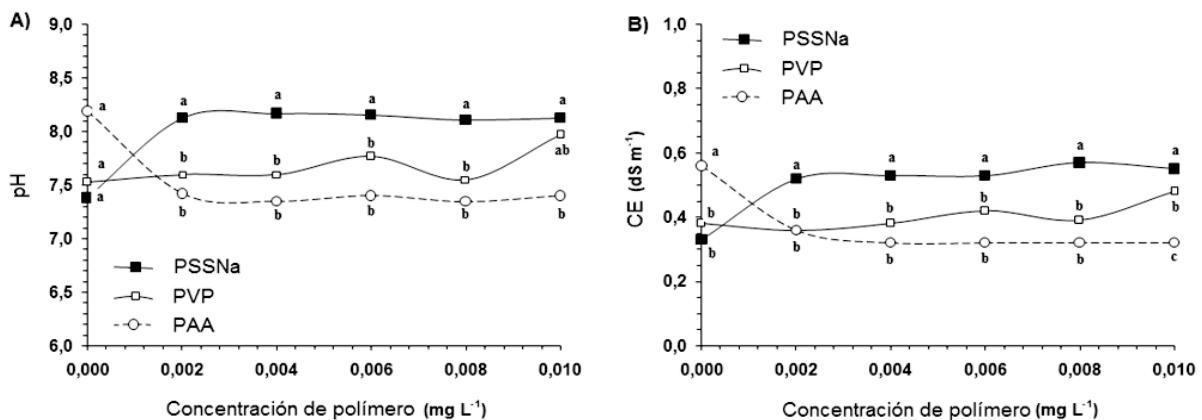 A)
9,0
8,5
8,0
7,5
7,0
6,5
6,0
pH
a a a a a a
a b b b b ab
a b b b b b
PSSNa
PVP
PAA
0,000 0,002 0,004 0,006 0,008 0,010
Concentración de polímero (mg L⁻¹)
B)
1,0
0,8
0,6
0,4
0,2
0,0
CE (dS m⁻¹)
PSSNa
PVP
PAA
a a a a a a
b b b b b b
b b b b b c
0,000 0,002 0,004 0,006 0,008 0,010
Concentración de polímero (mg L⁻¹)